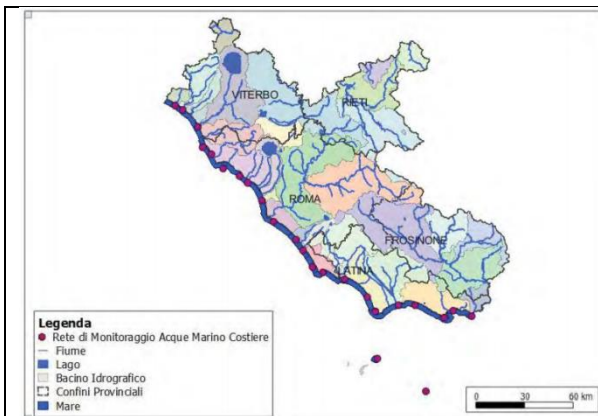 VITERBO
RIETI
ROMA
FROSINONE
LATINA
Legenda
Rete di Monitoraggio Acque Marino Costiere
Fiume
Lago
Bacino Idrografico
Confini Provinciali
Mare
0 30 60 km